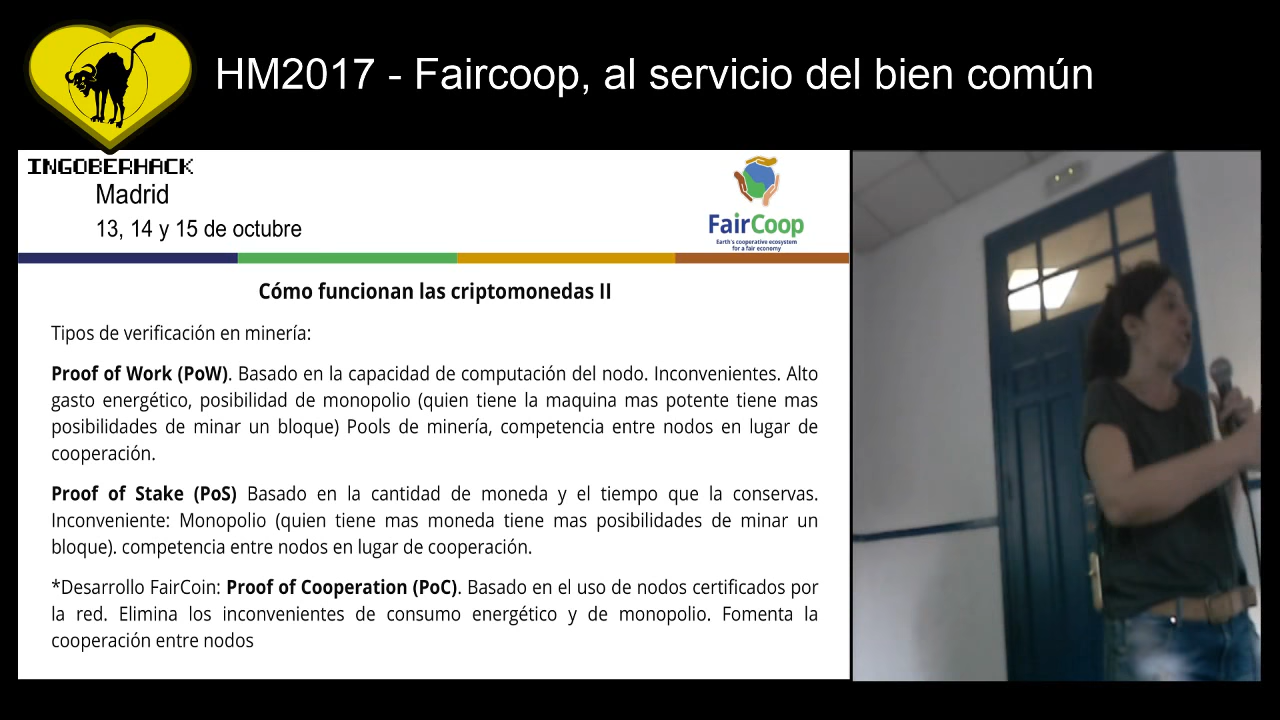 HM2017 - Faircoop, al servicio del bien común
INGOBERHACK
Madrid
13, 14 y 15 de octubre
FairCoop
Earth's cooperative ecosystem
for a fair economy
Cómo funcionan las criptomonedas II
Tipos de verificación en minería:
Proof of Work (PoW). Basado en la capacidad de computación del nodo. Inconvenientes. Alto
gasto energético, posibilidad de monopolio (quien tiene la maquina mas potente tiene mas
posibilidades de minar un bloque) Pools de minería, competencia entre nodos en lugar de
cooperación.
Proof of Stake (PoS) Basado en la cantidad de moneda y el tiempo que la conservas.
Inconveniente: Monopolio (quien tiene mas moneda tiene mas posibilidades de minar un
bloque). competencia entre nodos en lugar de cooperación.
*Desarrollo FairCoin: Proof of Cooperation (PoC). Basado en el uso de nodos certificados por
la red. Elimina los inconvenientes de consumo energético y de monopolio. Fomenta la
cooperación entre nodos